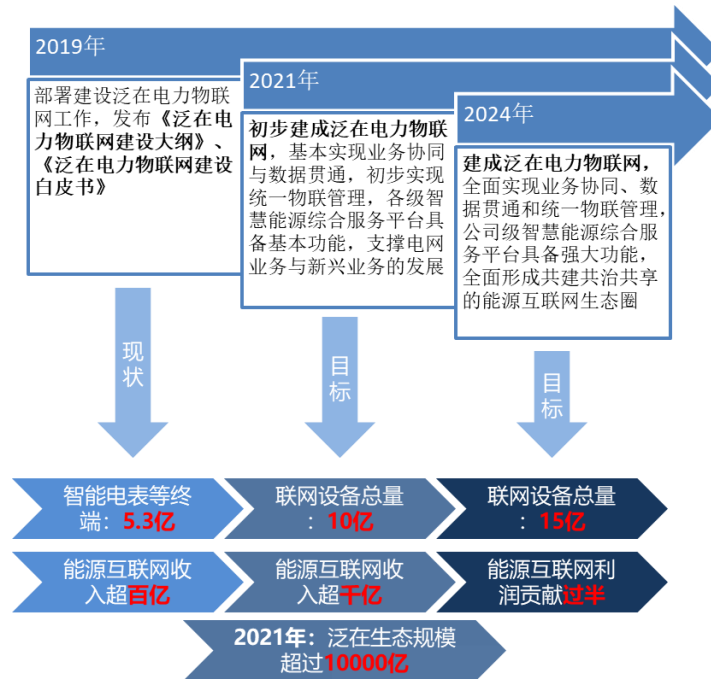 2019年
部署建设泛在电力物联
网工作，发布《泛在电
力物联网建设大纲》、
《泛在电力物联网建设
白皮书》
2021年
初步建成泛在电力物联
网，基本实现业务协同
与数据贯通，初步实现
统一物联管理，各级智
慧能源综合服务平台具
备基本功能，支撑电网
业务与新兴业务的发展
2024年
建成泛在电力物联网，
全面实现业务协同、数
据贯通和统一物联管理，
公司级智慧能源综合服
务平台具备强大功能，
全面形成共建共治共享
的能源互联网生态圈
现
状
目
标
目
标
智能电表等终
端：5.3亿
联网设备总量
：10亿
联网设备总量
：15亿
能源互联网收
入超百亿
能源互联网收
入超千亿
能源互联网利
润贡献过半
2021年：泛在生态规模
超过10000亿